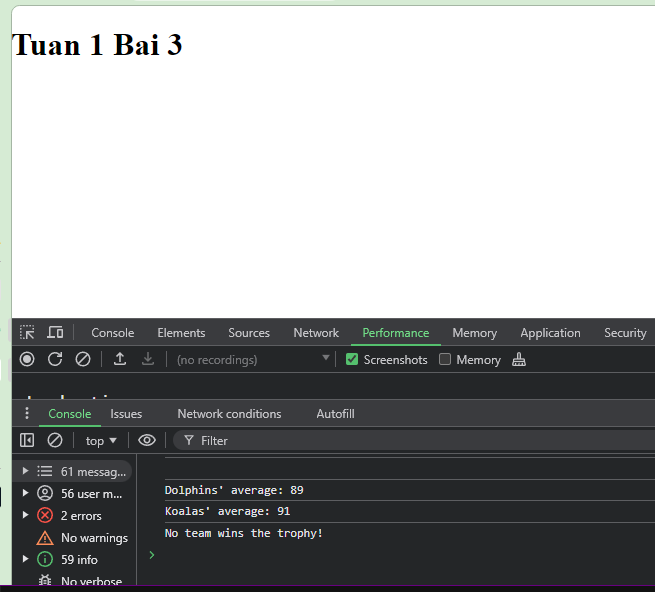 Tuan 1 Bai 3
Console Elements Sources Network Performance Memory Application Security
(no recordings) Screenshots Memory
Console Issues Network conditions Autofill
top Filter
61 messag...
56 user m...
2 errors
No warnings
59 info
No verbose
Dolphins' average: 89
Koalas' average: 91
No team wins the trophy!